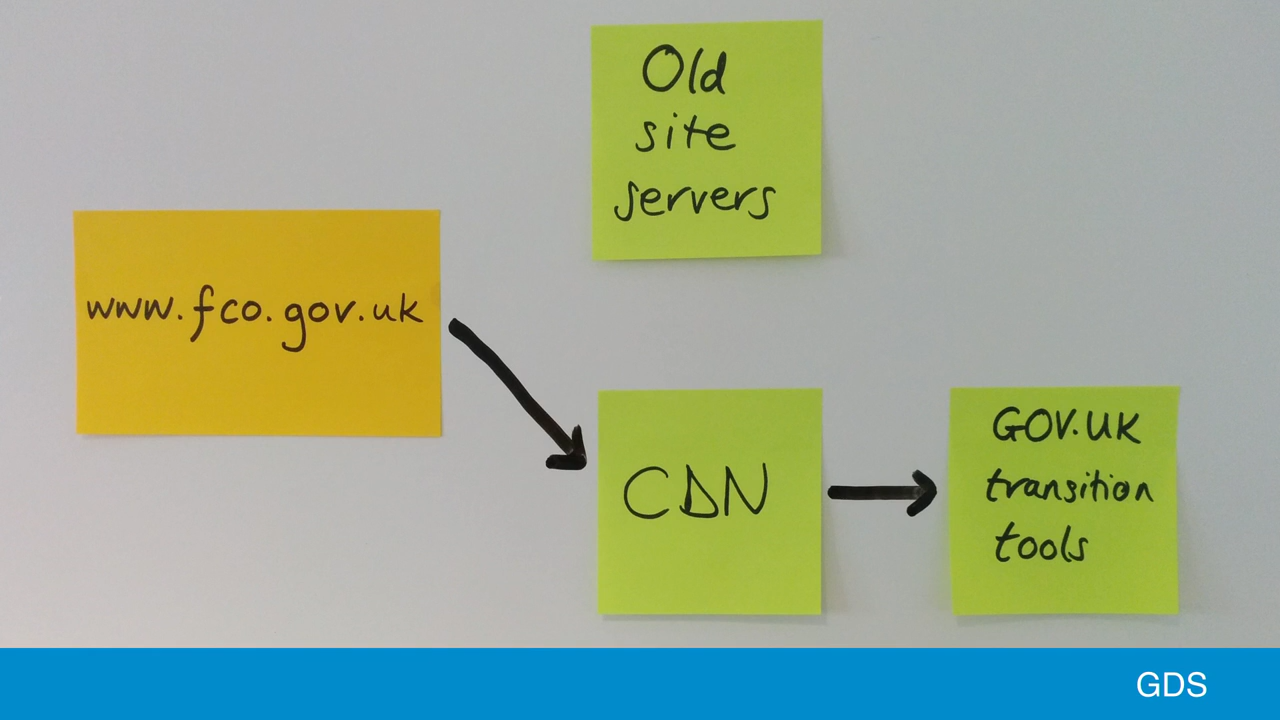 Old
site
servers
www.fco.gov.uk
CDN
GOV.UK
transition
tools
GDS